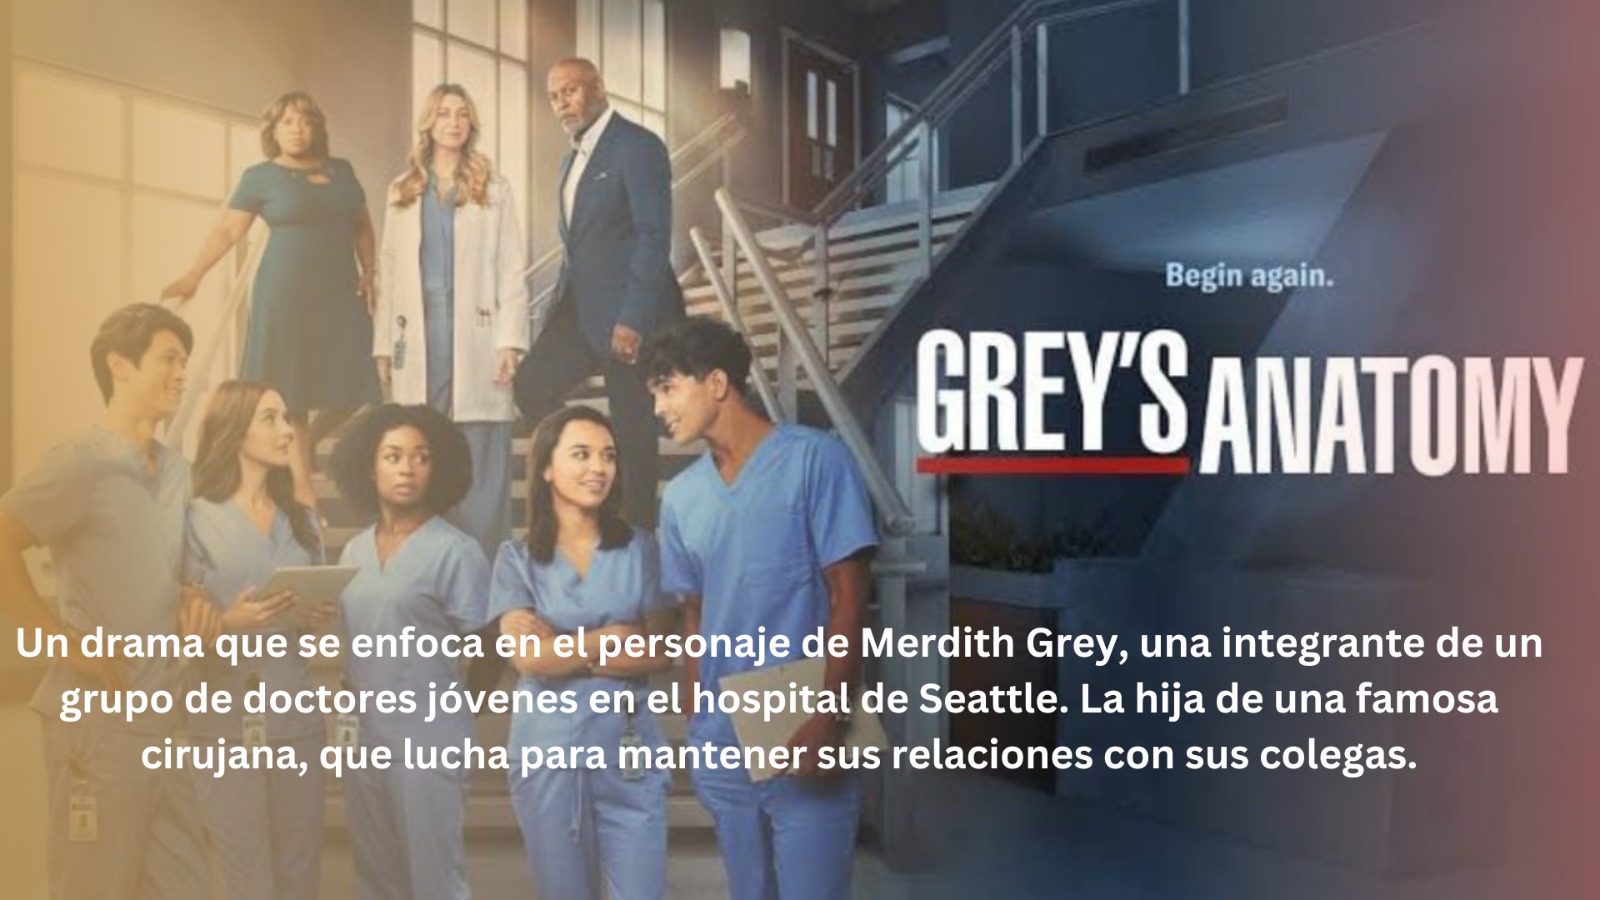 Begin again.
GREY'S ANATOMY
Un drama que se enfoca en el personaje de Merdith Grey, una integrante de un
grupo de doctores jóvenes en el hospital de Seattle. La hija de una famosa
cirujana, que lucha para mantener sus relaciones con sus colegas.